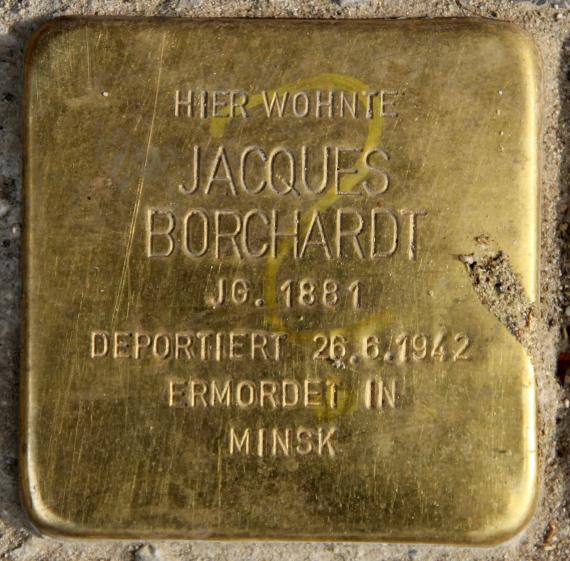 HIER WOHNTE
JACQUES
BORCHARDT
JG. 1881
DEPORTIERT 26.6.1942
ERMORDET IN
MINSK